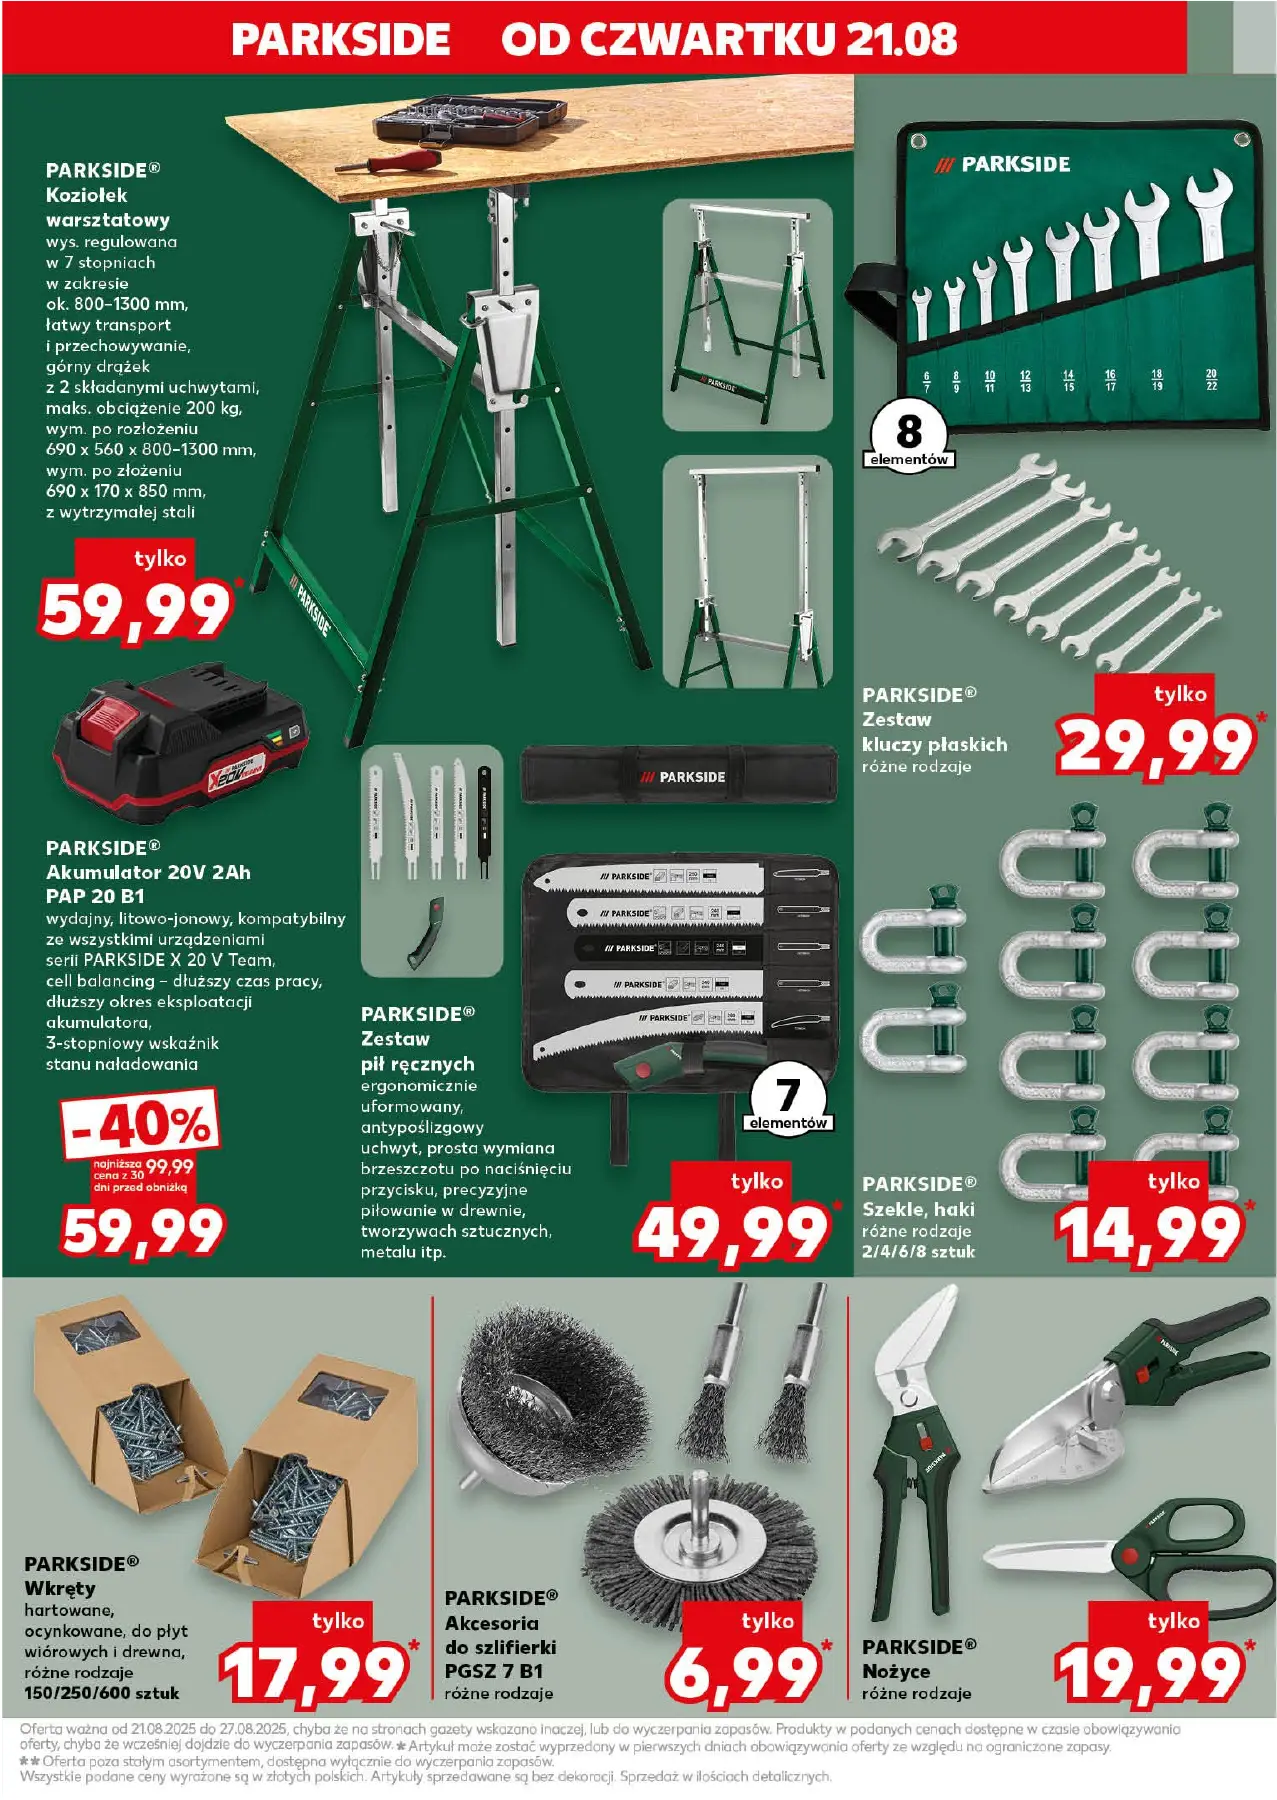 PARKSIDE OD CZWARTKU 21.08
PARKSIDE®
Koziołek
warsztatowy
wys. regulowana
w 7 stopniach
w zakresie
ok. 800–1300 mm,
łatwy transport
i przechowywanie,
górny drążek
z 2 składanymi uchwytami,
maks. obciążenie 200 kg,
wym. po rozłożeniu
690 x 560 x 800–1300 mm,
wym. po złożeniu
690 x 170 x 850 mm,
z wytrzymałej stali
tylko
59,99*
PARKSIDE
PARKSIDE
PARKSIDE
6/7 8/9 10/11 12/13 14/15 16/17 18/19 20/22
8
elementów
PARKSIDE®
Zestaw
kluczy płaskich
różne rodzaje
tylko
29,99*
PARKSIDE
X20V TEAM
PARKSIDE®
Akumulator 20V 2Ah
PAP 20 B1
wydajny, litowo-jonowy, kompatybilny
ze wszystkimi urządzeniami
serii PARKSIDE X 20 V Team,
cell balancing – dłuższy czas pracy,
dłuższy okres eksploatacji
akumulatora,
3-stopniowy wskaźnik
stanu naładowania
-40%
najniższa
cena z 30
dni przed obniżką
99,99
59,99
PARKSIDE
PARKSIDE
PARKSIDE
PARKSIDE
PARKSIDE
PARKSIDE
PARKSIDE®
Zestaw
pił ręcznych
ergonomicznie
uformowany,
antypoślizgowy
uchwyt, prosta wymiana
brzeszczotu po naciśnięciu
przycisku, precyzyjne
piłowanie w drewnie,
tworzywach sztucznych,
metalu itp.
7
elementów
tylko
49,99*
PARKSIDE®
Szekle, haki
różne rodzaje
2/4/6/8 sztuk
tylko
14,99*
PARKSIDE®
Wkręty
hartowane,
ocynkowane, do płyt
wiórowych i drewna,
różne rodzaje
150/250/600 sztuk
tylko
17,99*
PARKSIDE®
Akcesoria
do szlifierki
PGSZ 7 B1
różne rodzaje
tylko
6,99*
PARKSIDE
PARKSIDE
PARKSIDE
PARKSIDE®
Nożyce
różne rodzaje
tylko
19,99*
Oferta ważna od 21.08.2025 do 27.08.2025, chyba że na stronach gazety wskazano inaczej, lub do wyczerpania zapasów. Produkty w podanych cenach dostępne w czasie obowiązywania
oferty, chyba że wcześniej dojdzie do wyczerpania zapasów. * Artykuł może zostać wyprzedany w pierwszych dniach obowiązywania oferty ze względu na ograniczone zapasy.
** Oferta poza stałym asortymentem, dostępna wyłącznie do wyczerpania zapasów.
Wszystkie podane ceny wyrażone są w złotych polskich. Artykuły sprzedawane są bez dekoracji. Sprzedaż w ilościach detalicznych.